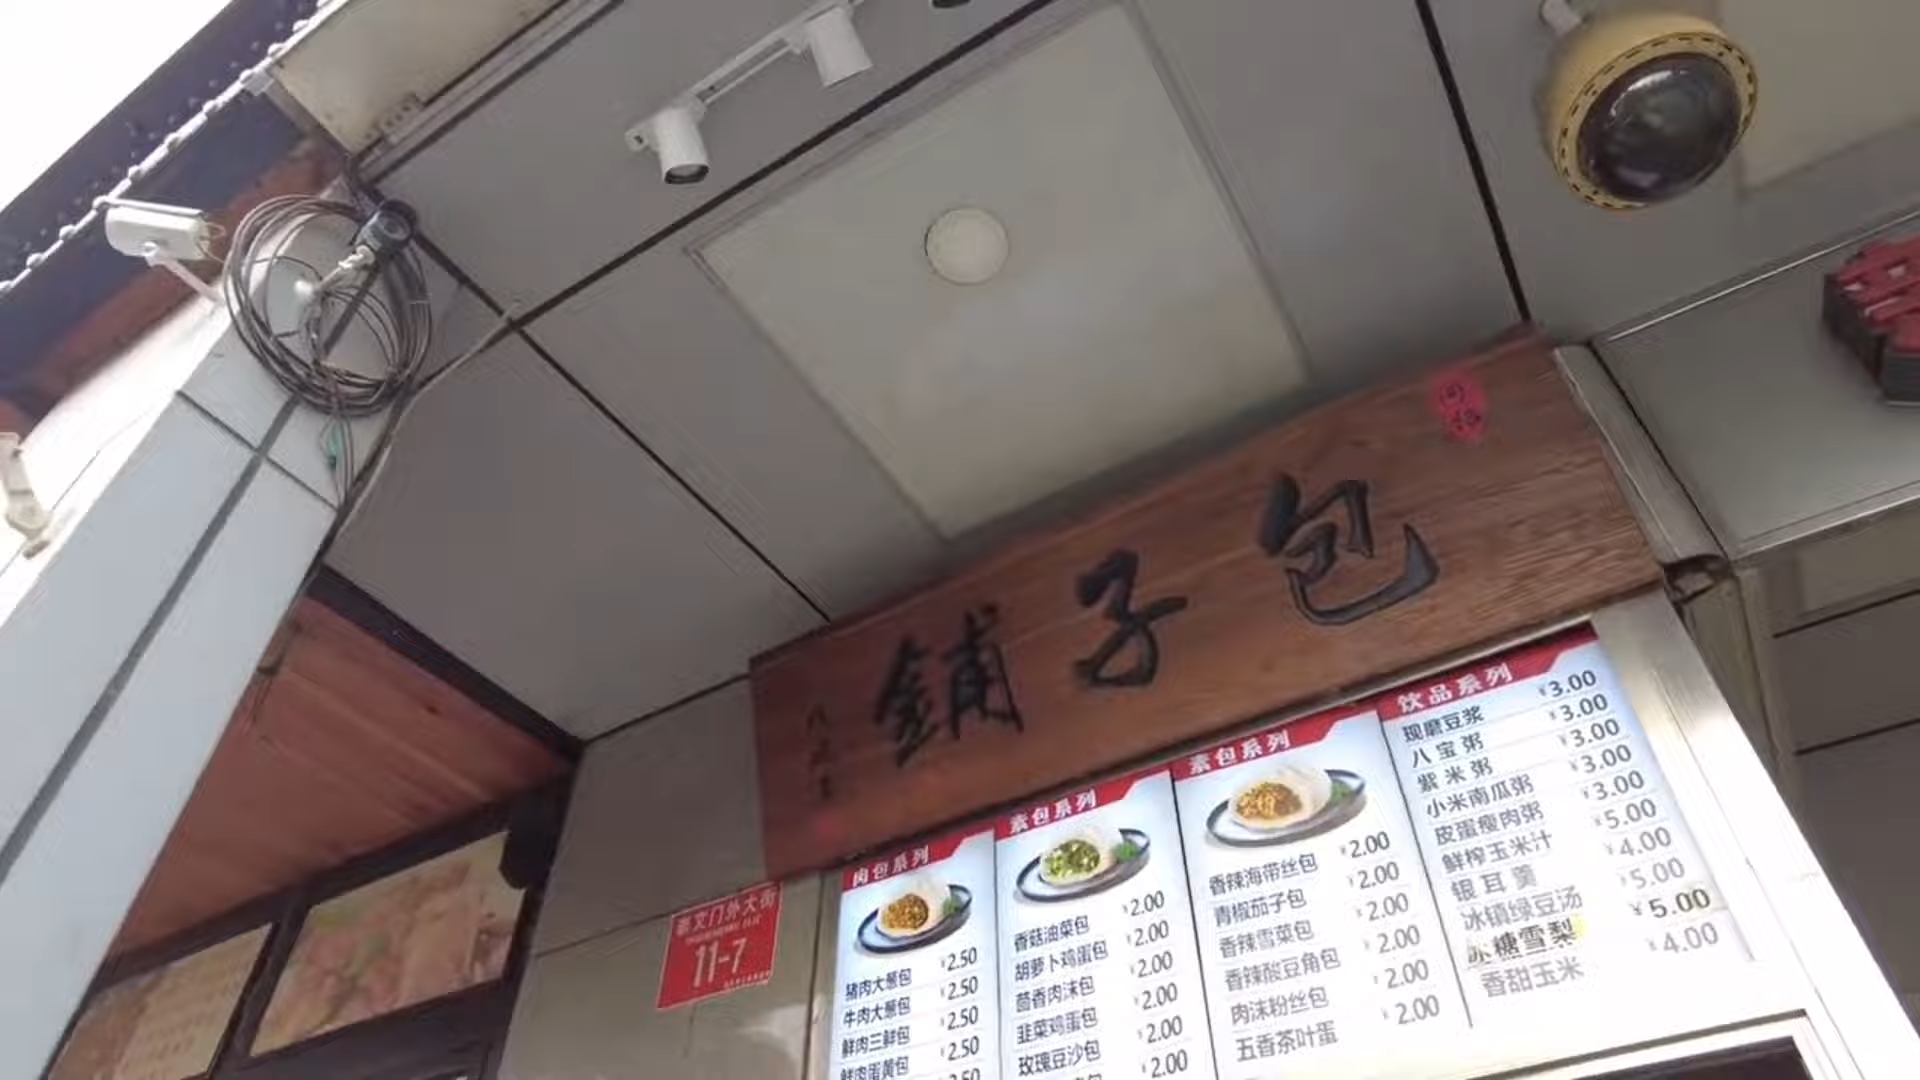 包子鋪
崇文门外大街
11-7
肉包系列
猪肉大葱包 ¥2.50
牛肉大葱包 ¥2.50
鲜肉三鲜包 ¥2.50
鲜肉蛋黄包 ¥2.50
素包系列
香菇油菜包 ¥2.00
胡萝卜鸡蛋包 ¥2.00
茴香肉沫包 ¥2.00
韭菜鸡蛋包 ¥2.00
玫瑰豆沙包 ¥2.00
¥2.00
素包系列
香辣海带丝包 ¥2.00
青椒茄子包 ¥2.00
香辣雪菜包 ¥2.00
香辣酸豆角包 ¥2.00
肉沫粉丝包 ¥2.00
五香茶叶蛋 ¥2.00
饮品系列
现磨豆浆 ¥3.00
八宝粥 ¥3.00
紫米粥 ¥3.00
小米南瓜粥 ¥3.00
皮蛋瘦肉粥 ¥3.00
鲜榨玉米汁 ¥5.00
银耳羹 ¥4.00
冰镇绿豆汤 ¥5.00
冰糖雪梨 ¥5.00
香甜玉米 ¥4.00